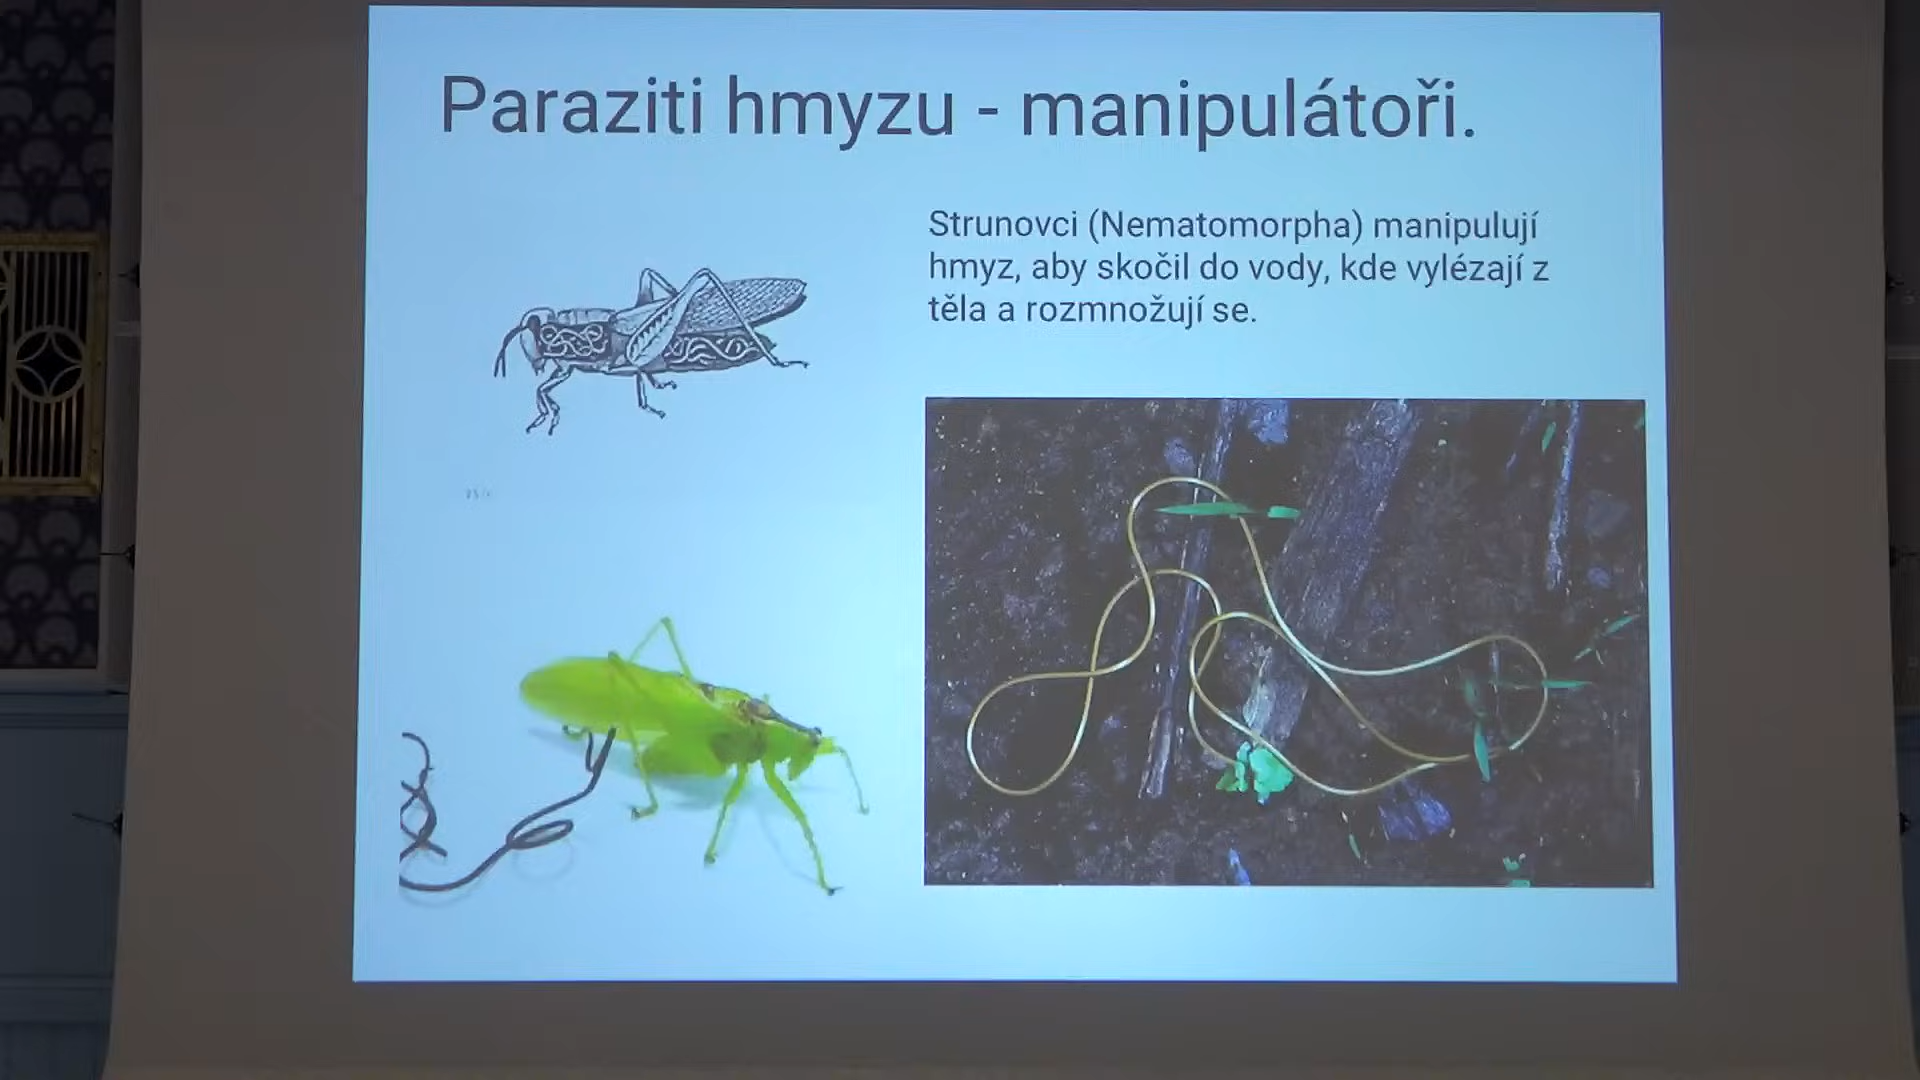 Paraziti hmyzu - manipulátoři.
Strunovci (Nematomorpha) manipulují
hmyz, aby skočil do vody, kde vylézají z
těla a rozmnožují se.